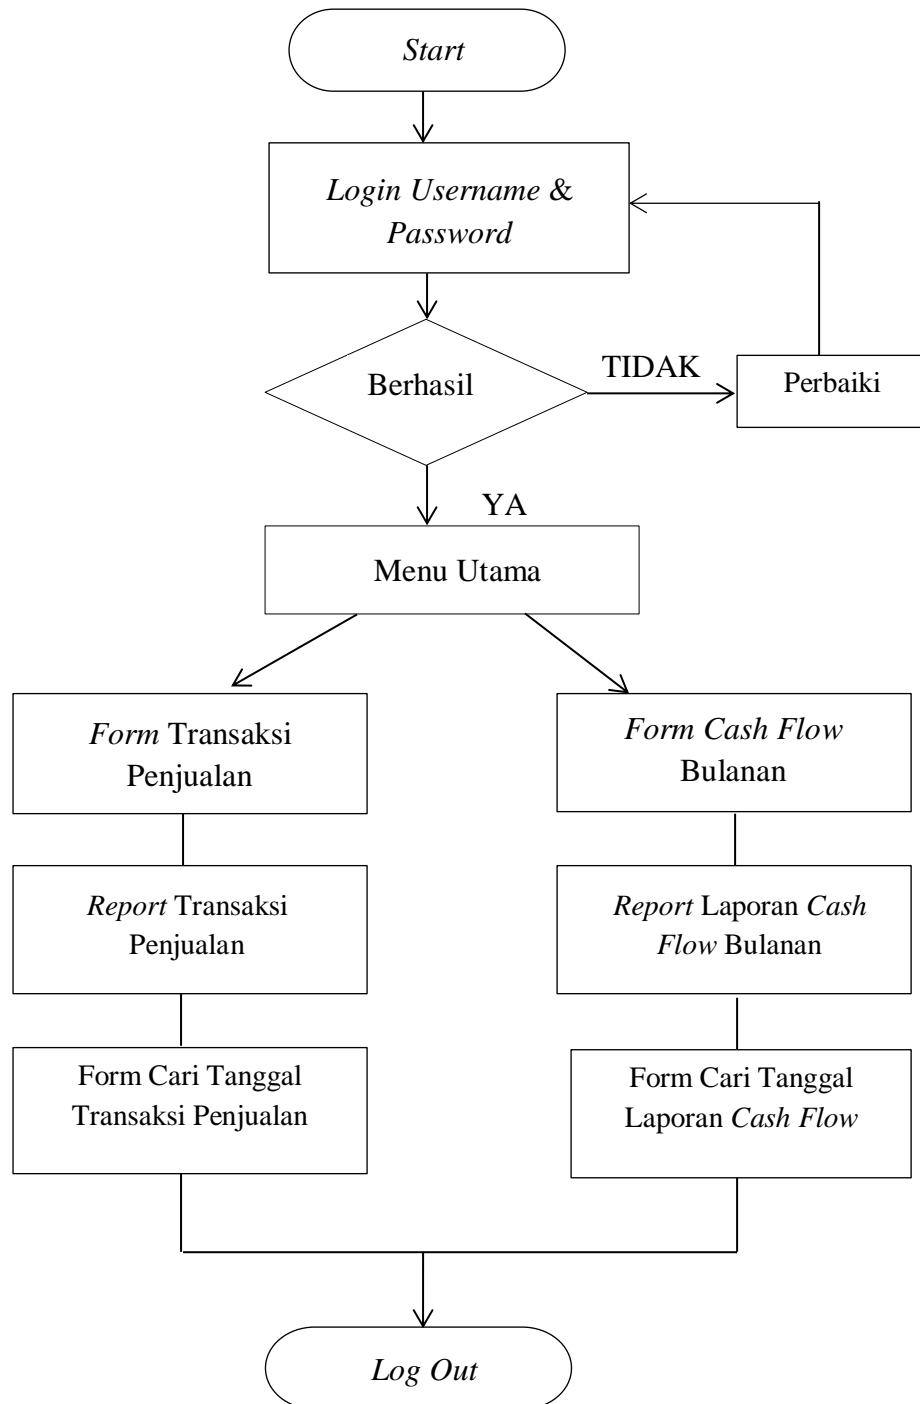 Start
Login Username &
Password
Berhasil
TIDAK
Perbaiki
YA
Menu Utama
Form Transaksi
Penjualan
Form Cash Flow
Bulanan
Report Transaksi
Penjualan
Report Laporan Cash
Flow Bulanan
Form Cari Tanggal
Transaksi Penjualan
Form Cari Tanggal
Laporan Cash Flow
Log Out